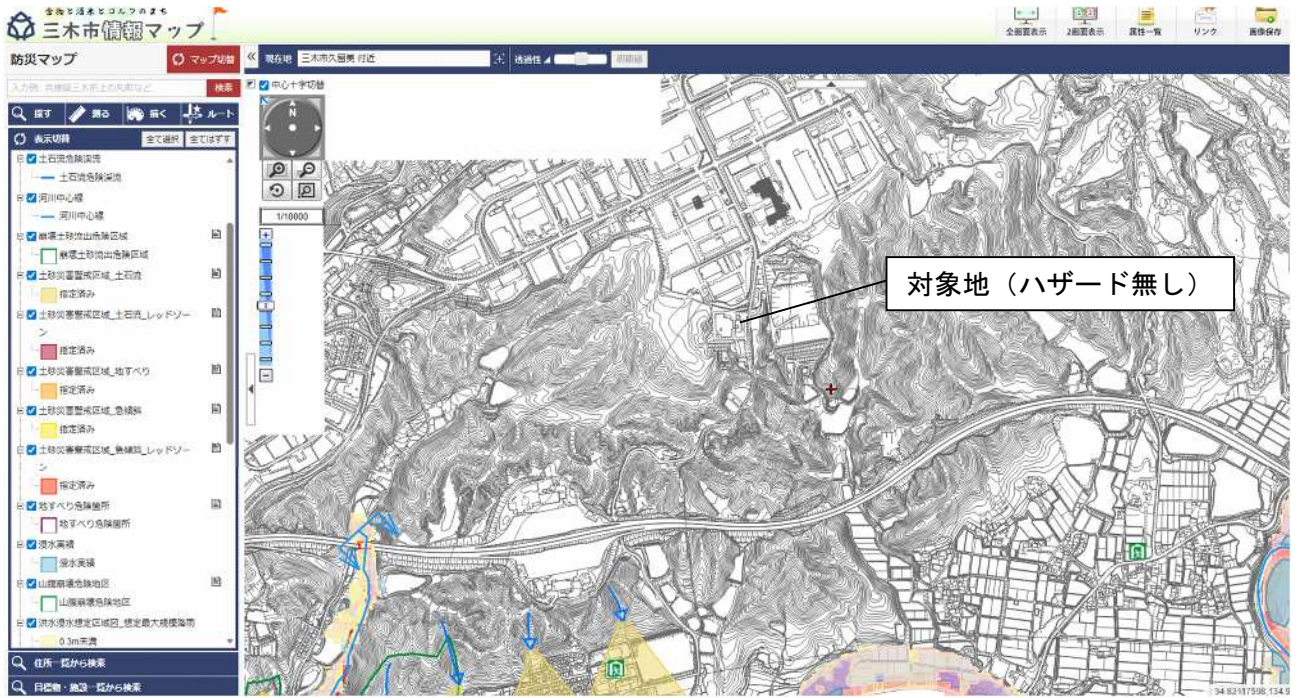 金物と酒米とゴルフのまち
三木市情報マップ
全画面表示
2画面表示
属性一覧
リンク
画像保存
防災マップ
マップ切替
現在地
三木市久留美 付近
透過性
初期値
検索
中心十字切替
探す
測る
描く
ルート
表示切替
全て選択
全てはずす
N
1/10000
土石流危険渓流
土石流危険渓流
河川中心線
河川中心線
崩壊土砂流出危険区域
崩壊土砂流出危険区域
土砂災害警戒区域_土石流
指定済み
土砂災害警戒区域_土石流_レッドゾー
ン
指定済み
土砂災害警戒区域_地すべり
指定済み
土砂災害警戒区域_急傾斜
指定済み
土砂災害警戒区域_急傾斜_レッドゾー
ン
指定済み
地すべり危険箇所
地すべり危険箇所
浸水実績
浸水実績
山腹崩壊危険地区
山腹崩壊危険地区
洪水浸水想定区域図_想定最大規模降雨
0.3m未満
住所一覧から検索
目標物・施設一覧から検索
対象地（ハザード無し）